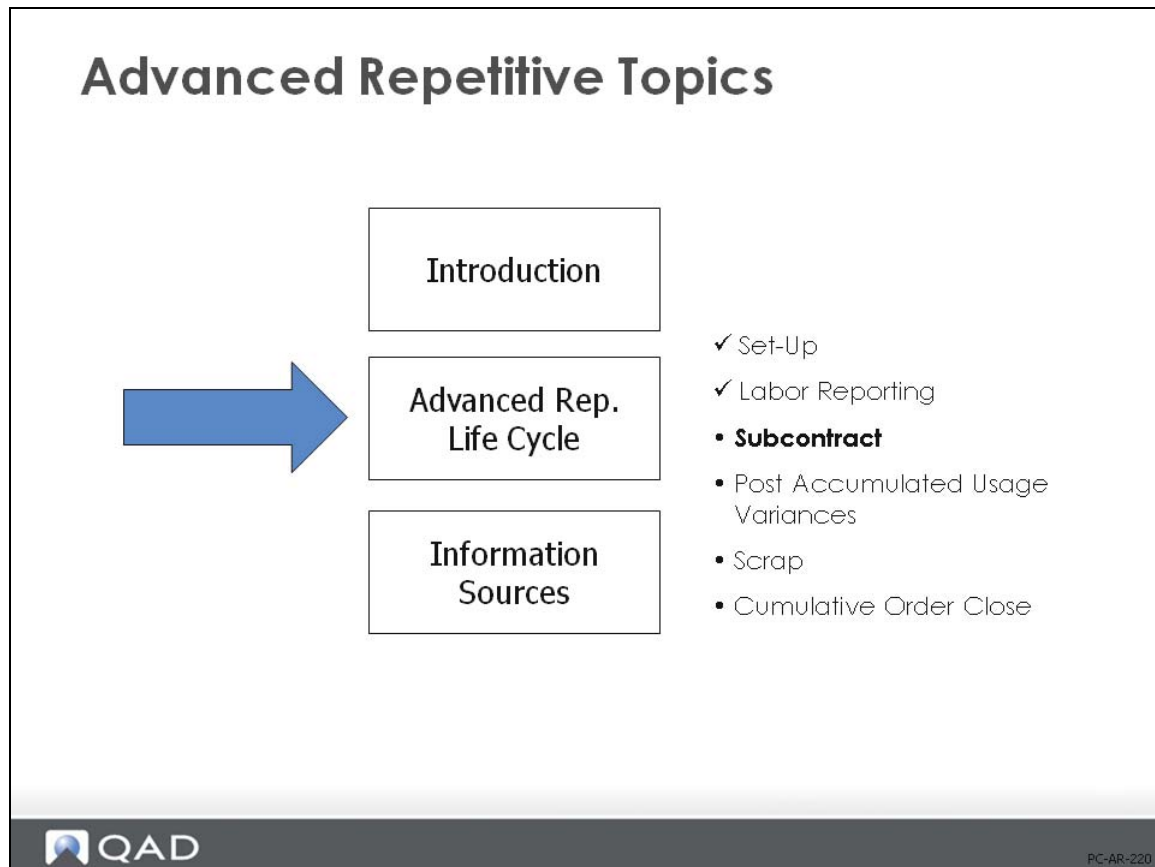 Advanced Repetitive Topics
Introduction
Advanced Rep.
Life Cycle
Information
Sources
✓ Set-Up
✓ Labor Reporting
• Subcontract
• Post Accumulated Usage
Variances
• Scrap
• Cumulative Order Close
QAD
PC-AR-220